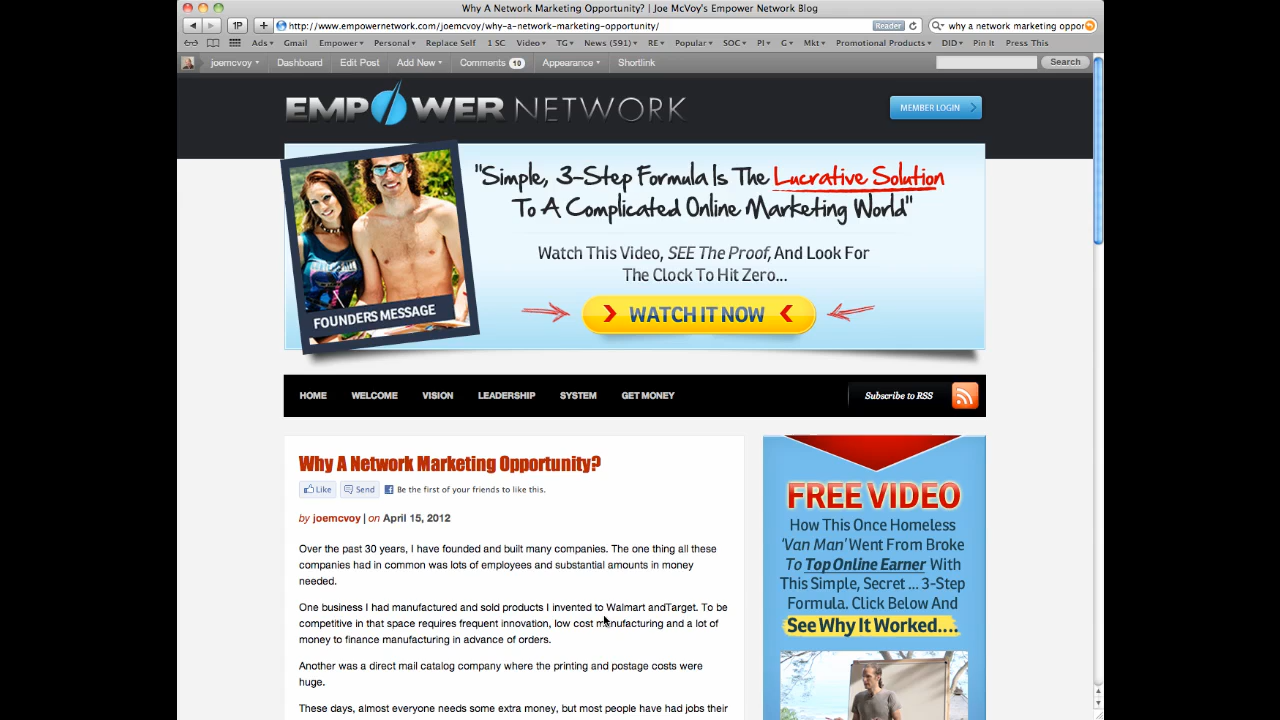 Why A Network Marketing Opportunity? | Joe McVoy's Empower Network Blog
1P + http://www.empowernetwork.com/joemcvoy/why-a-network-marketing-opportunity/ Reader why a network marketing oppor
Ads Gmail Empower Personal Replace Self 1 SC Video TG News (591) RE Popular SOC PI G Mkt Promotional Products DID Pin It Press This
joemcvoy Dashboard Edit Post Add New Comments 10 Appearance Shortlink Search
EMPOWER NETWORK
MEMBER LOGIN
"Simple, 3-Step Formula Is The Lucrative Solution
To A Complicated Online Marketing World"
Watch This Video, SEE The Proof, And Look For
The Clock To Hit Zero...
WATCH IT NOW
FOUNDERS MESSAGE
HOME WELCOME VISION LEADERSHIP SYSTEM GET MONEY Subscribe to RSS
Why A Network Marketing Opportunity?
Like Send Be the first of your friends to like this.
by joemcvoy | on April 15, 2012
Over the past 30 years, I have founded and built many companies. The one thing all these
companies had in common was lots of employees and substantial amounts in money
needed.
One business I had manufactured and sold products I invented to Walmart andTarget. To be
competitive in that space requires frequent innovation, low cost manufacturing and a lot of
money to finance manufacturing in advance of orders.
Another was a direct mail catalog company where the printing and postage costs were
huge.
These days, almost everyone needs some extra money, but most people have had jobs their
FREE VIDEO
How This Once Homeless
'Van Man' Went From Broke
To Top Online Earner With
This Simple, Secret ... 3-Step
Formula. Click Below And
See Why It Worked....